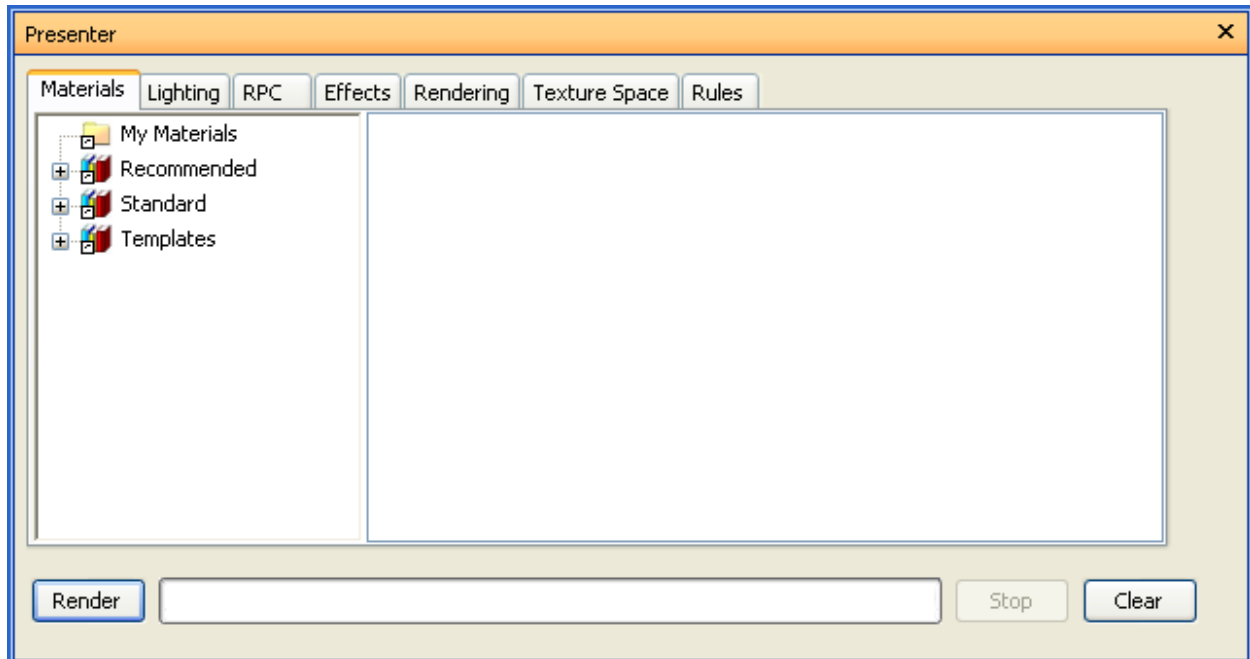 Presenter
Materials Lighting RPC Effects Rendering Texture Space Rules
My Materials
Recommended
Standard
Templates
Render Stop Clear